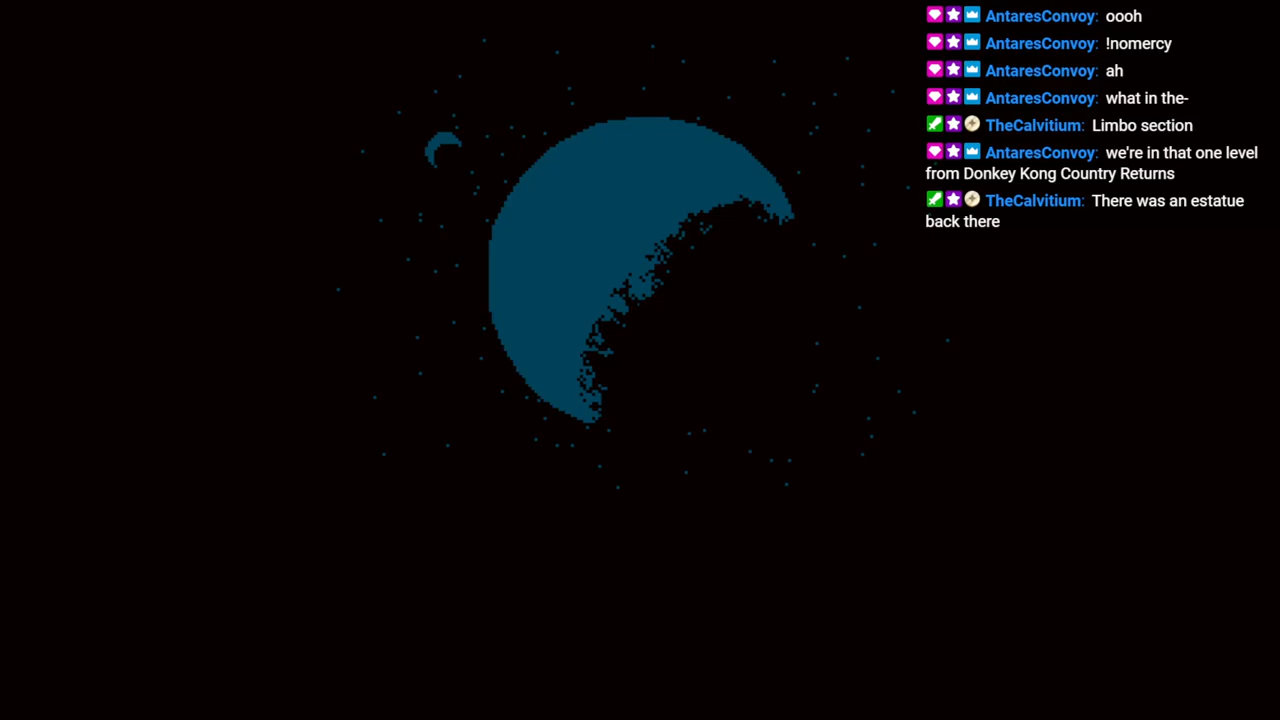 AntaresConvoy: oooh
AntaresConvoy: !nomercy
AntaresConvoy: ah
AntaresConvoy: what in the-
TheCalvitium: Limbo section
AntaresConvoy: we're in that one level
from Donkey Kong Country Returns
TheCalvitium: There was an estatue
back there